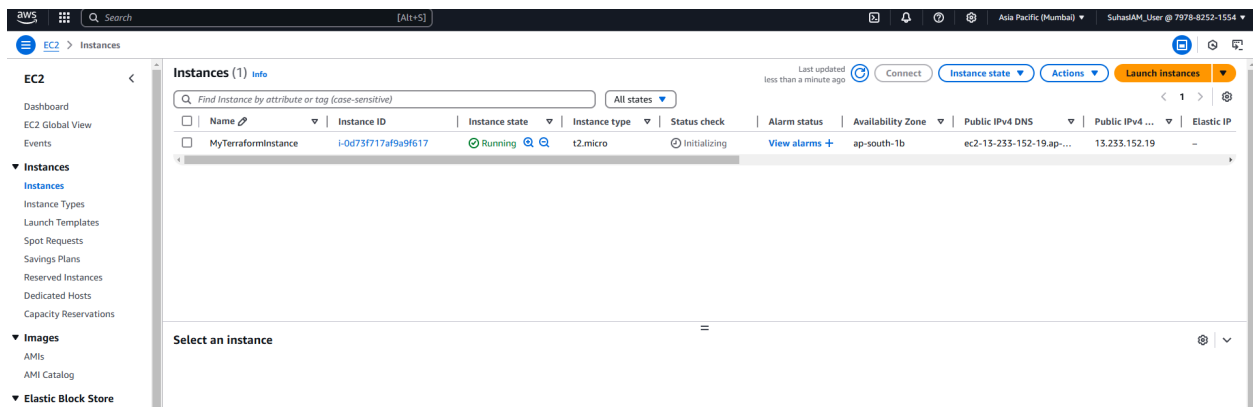 aws Search [Alt+S] Asia Pacific (Mumbai) SuhasIAM_User @ 7978-8252-1554
EC2 > Instances
EC2
Dashboard
EC2 Global View
Events
Instances
Instances
Instance Types
Launch Templates
Spot Requests
Savings Plans
Reserved Instances
Dedicated Hosts
Capacity Reservations
Images
AMIs
AMI Catalog
Elastic Block Store
Instances (1) Info
Last updated
less than a minute ago
Connect Instance state Actions Launch instances
Find Instance by attribute or tag (case-sensitive) All states 1
Name Instance ID Instance state Instance type Status check Alarm status Availability Zone Public IPv4 DNS Public IPv4 ... Elastic IP
MyTerraformInstance i-0d73f717af9a9f617 Running t2.micro Initializing View alarms + ap-south-1b ec2-13-233-152-19.ap-... 13.233.152.19 –
Select an instance